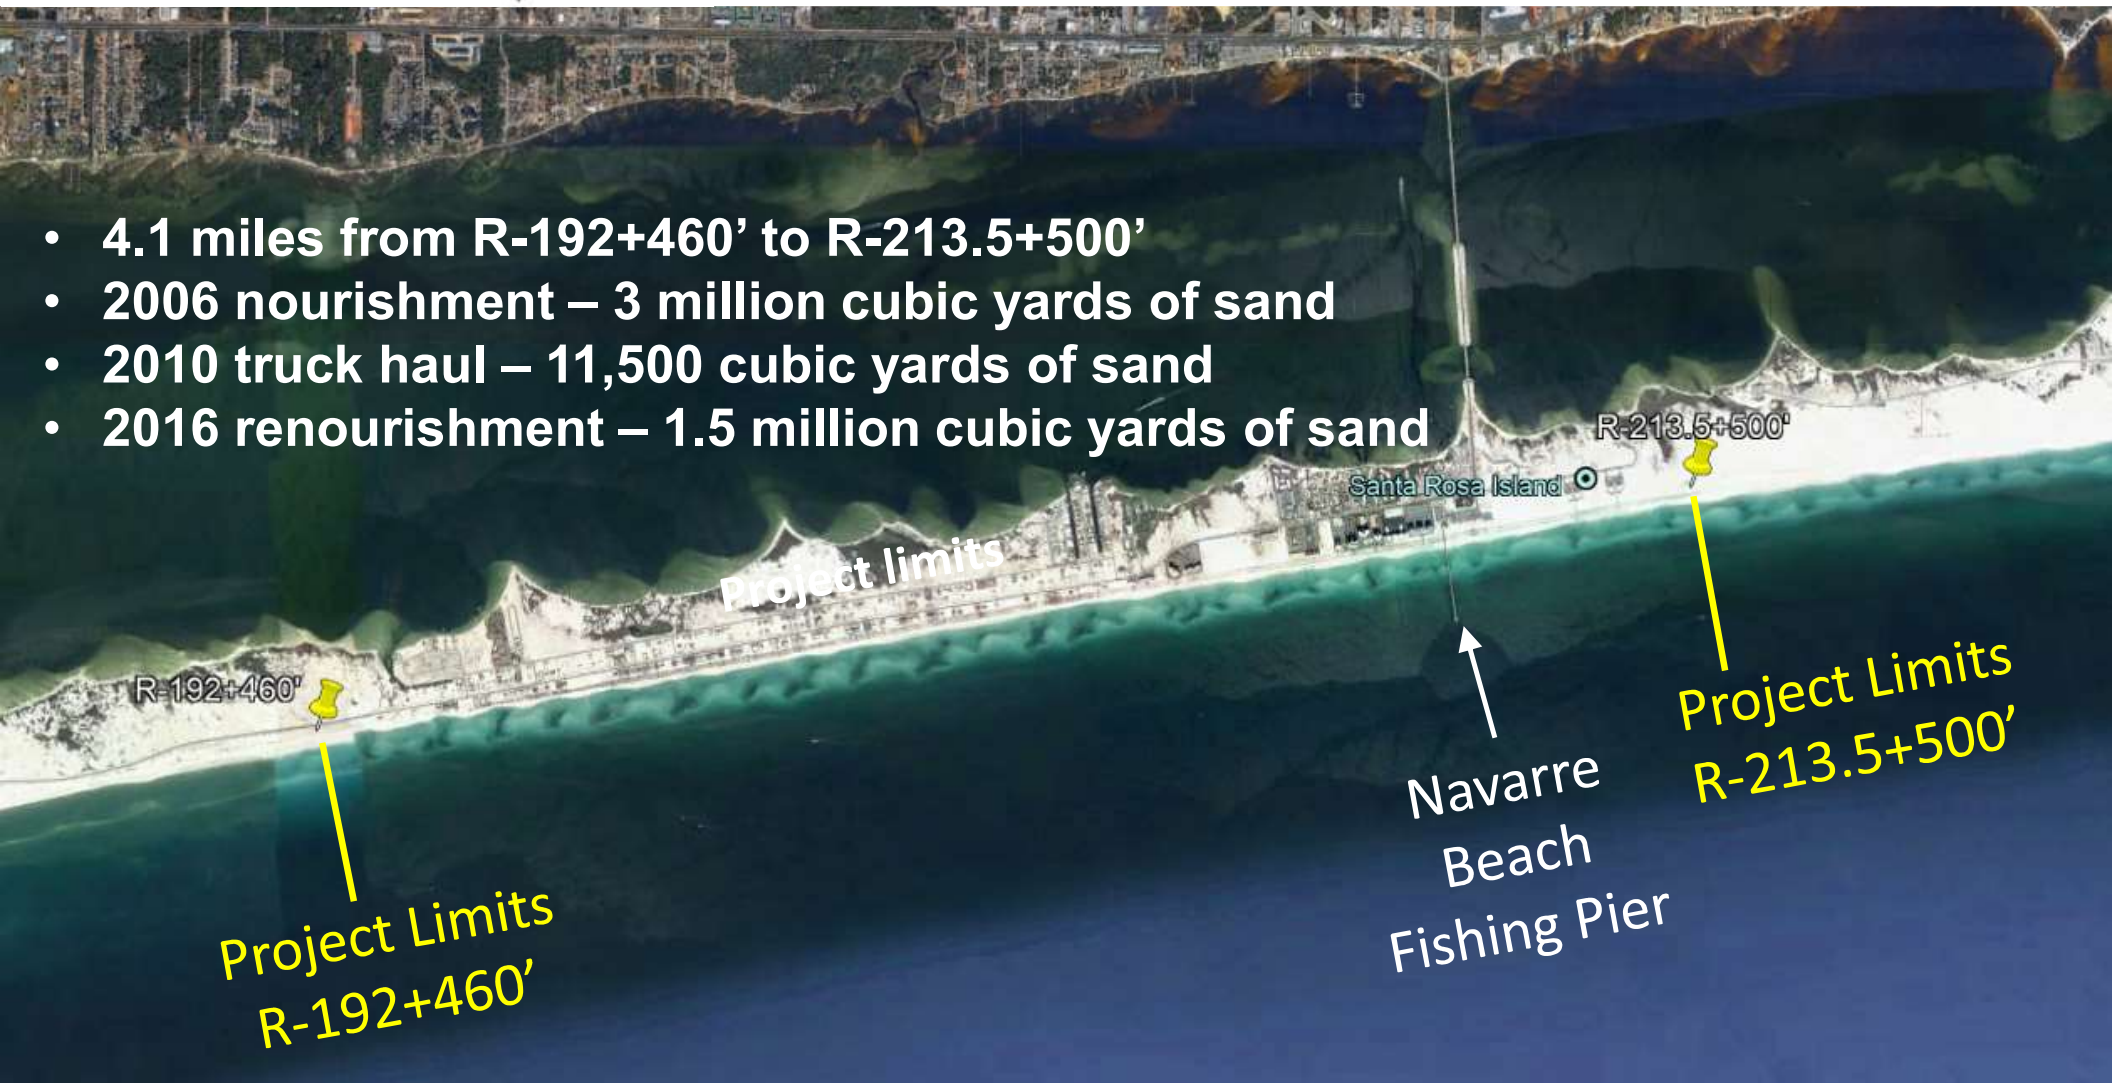 • 4.1 miles from R-192+460’ to R-213.5+500’
• 2006 nourishment – 3 million cubic yards of sand
• 2010 truck haul – 11,500 cubic yards of sand
• 2016 renourishment – 1.5 million cubic yards of sand
R-213.5+500'
Santa Rosa Island
Project limits
R-192+460'
Project Limits
R-213.5+500’
Navarre
Beach
Fishing Pier
Project Limits
R-192+460’